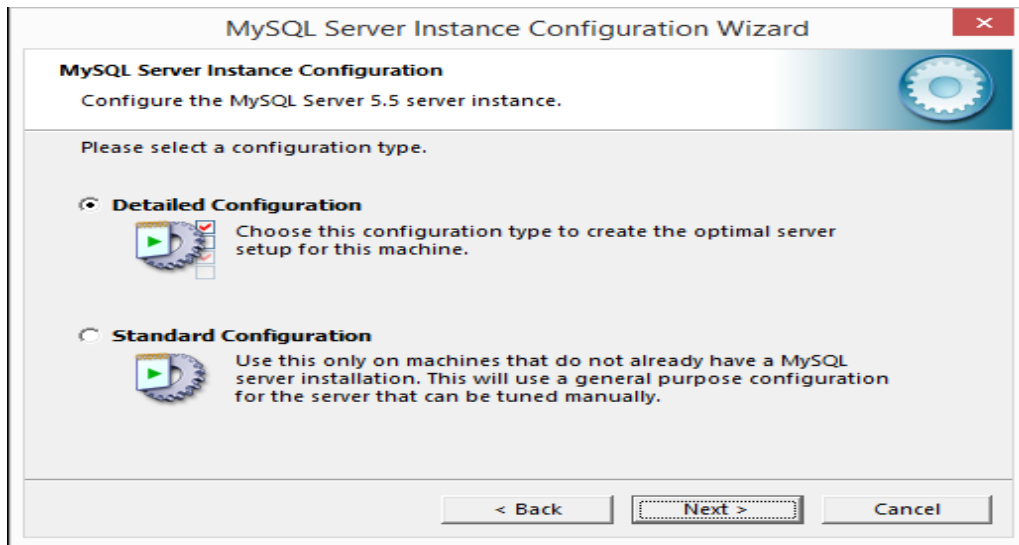 MySQL Server Instance Configuration Wizard
MySQL Server Instance Configuration
Configure the MySQL Server 5.5 server instance.
Please select a configuration type.
Detailed Configuration
Choose this configuration type to create the optimal server
setup for this machine.
Standard Configuration
Use this only on machines that do not already have a MySQL
server installation. This will use a general purpose configuration
for the server that can be tuned manually.
< Back
Next >
Cancel